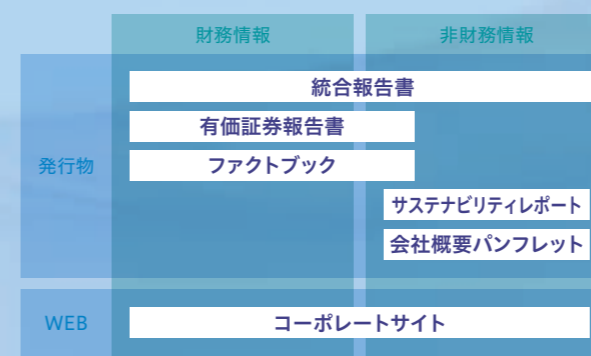 財務情報
非財務情報
統合報告書
有価証券報告書
発行物
ファクトブック
サステナビリティレポート
会社概要パンフレット
WEB
コーポレートサイト